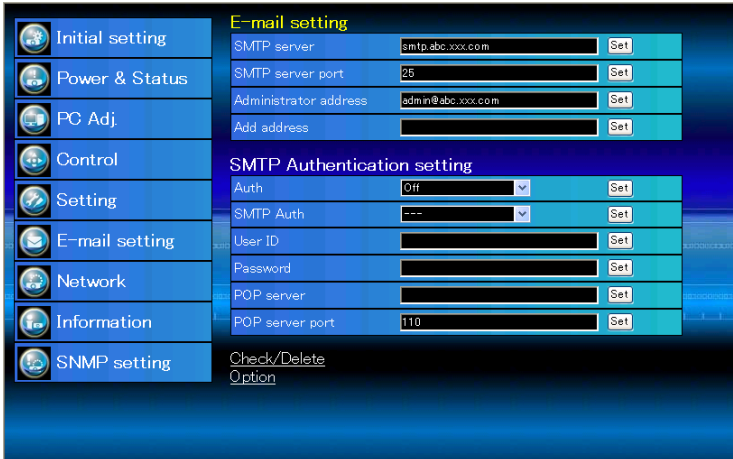 Initial setting
Power & Status
PC Adj.
Control
Setting
E-mail setting
Network
Information
SNMP setting
E-mail setting
SMTP server smtp.abc.xxx.com Set
SMTP server port 25 Set
Administrator address admin@abc.xxx.com Set
Add address Set
SMTP Authentication setting
Auth Off Set
SMTP Auth --- Set
User ID Set
Password Set
POP server Set
POP server port 110 Set
Check/Delete
Option